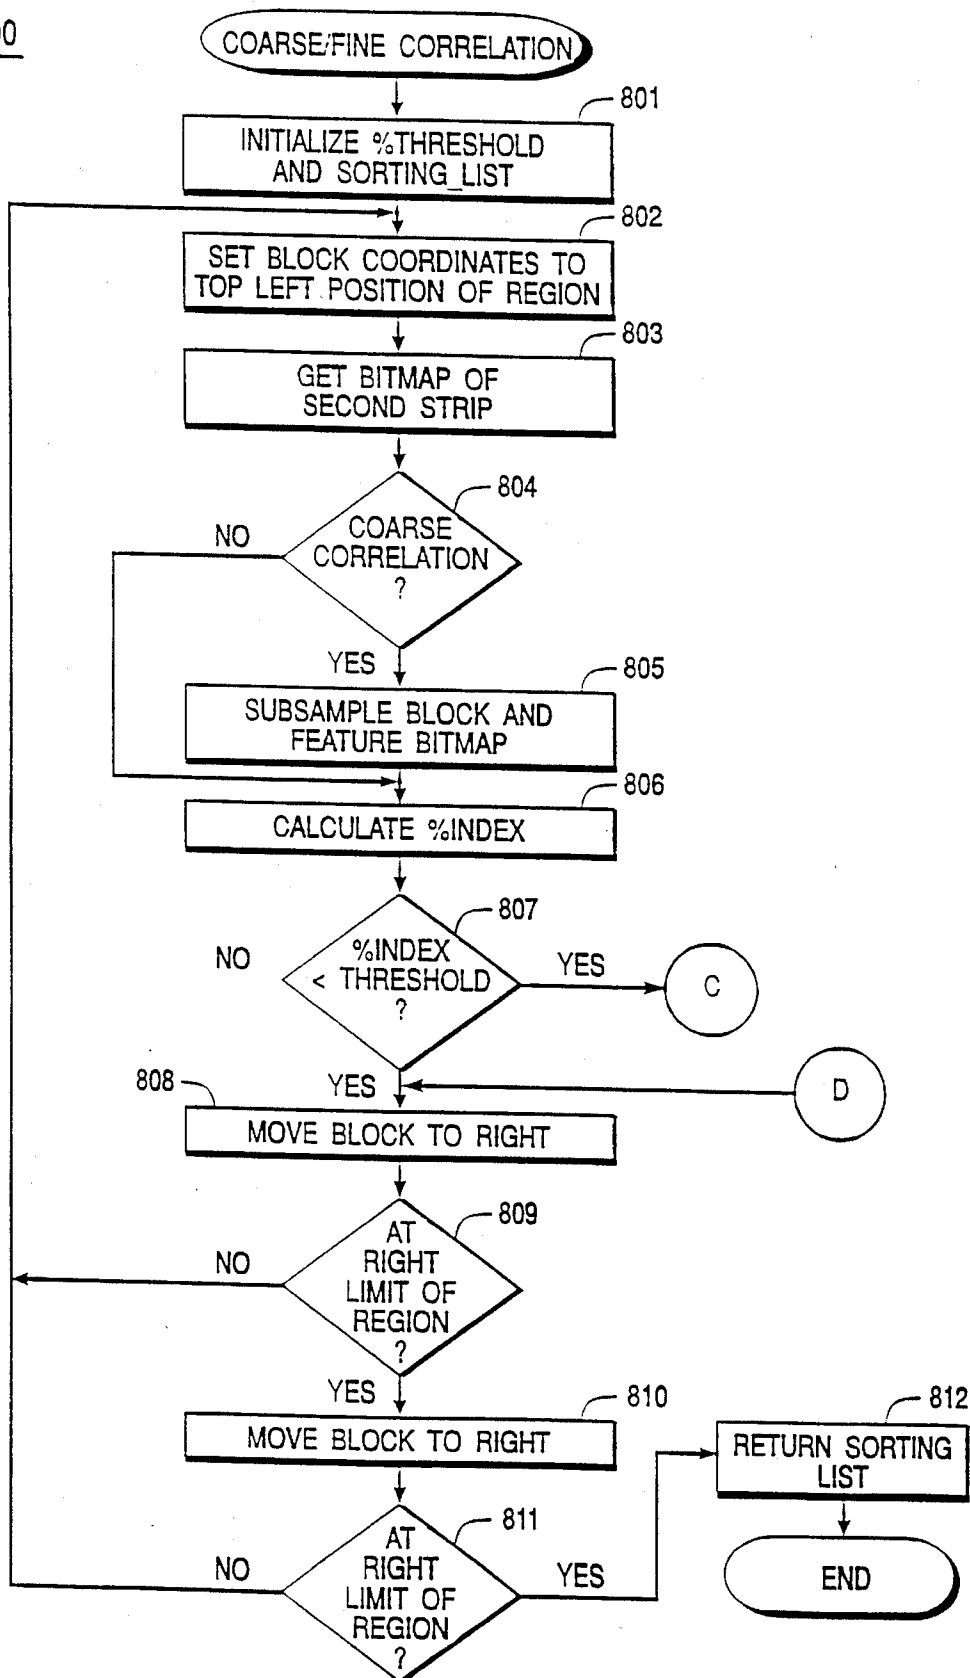 00
COARSE/FINE CORRELATION
801
INITIALIZE %THRESHOLD
AND SORTING_LIST
802
SET BLOCK COORDINATES TO
TOP LEFT POSITION OF REGION
803
GET BITMAP OF
SECOND STRIP
804
NO
COARSE
CORRELATION
?
YES
805
SUBSAMPLE BLOCK AND
FEATURE BITMAP
806
CALCULATE %INDEX
807
NO
%INDEX
< THRESHOLD
?
YES
C
D
YES
808
MOVE BLOCK TO RIGHT
809
NO
AT
RIGHT
LIMIT OF
REGION
?
YES
810
MOVE BLOCK TO RIGHT
812
RETURN SORTING
LIST
811
NO
AT
RIGHT
LIMIT OF
REGION
?
YES
END